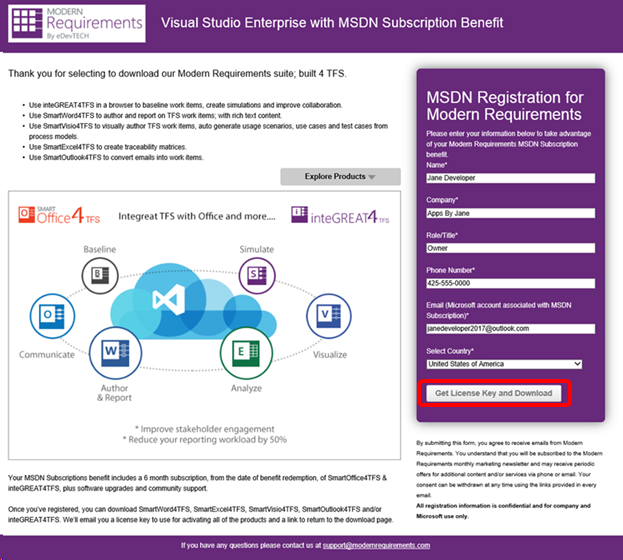 MODERN
Requirements
By eDevTECH
Visual Studio Enterprise with MSDN Subscription Benefit
Thank you for selecting to download our Modern Requirements suite; built 4 TFS.
• Use inteGREAT4TFS in a browser to baseline work items, create simulations and improve collaboration.
• Use SmartWord4TFS to author and report on TFS work items; with rich text content.
• Use SmartVisio4TFS to visually author TFS work items, auto generate usage scenarios, use cases and test cases from
process models.
• Use SmartExcel4TFS to create traceability matrices.
• Use SmartOutlook4TFS to convert emails into work items.
Explore Products
SMART
Office4TFS
Integreat TFS with Office and more....
inteGREAT4TFS
Baseline
Simulate
B
S
O
V
Communicate
Visualize
W
E
Author
& Report
Analyze
* Improve stakeholder engagement
* Reduce your reporting workload by 50%
Your MSDN Subscriptions benefit includes a 6 month subscription, from the date of benefit redemption, of SmartOffice4TFS &
inteGREAT4TFS, plus software upgrades and community support.
Once you've registered, you can download SmartWord4TFS, SmartExcel4TFS, SmartVisio4TFS, SmartOutlook4TFS and/or
inteGREAT4TFS. We'll email you a license key to use for activating all of the products and a link to return to the download page.
MSDN Registration for
Modern Requirements
Please enter your information below to take advantage
of your Modern Requirements MSDN Subscription
benefit.
Name*
Jane Developer
Company*
Apps By Jane
Role/Title*
Owner
Phone Number*
425-555-0000
Email (Microsoft account associated with MSDN
Subscription)*
janedeveloper2017@outlook.com
Select Country*
United States of America
Get License Key and Download
By submitting this form, you agree to receive emails from Modern
Requirements. You understand that you will be subscribed to the Modern
Requirements monthly marketing newsletter and may receive periodic
offers for additional content and/or services via phone or email. Your
consent can be withdrawn at any time using the links provided in every
email.
All registration information is confidential and for company and
Microsoft use only.
If you have any questions please contact us at support@modernrequirements.com